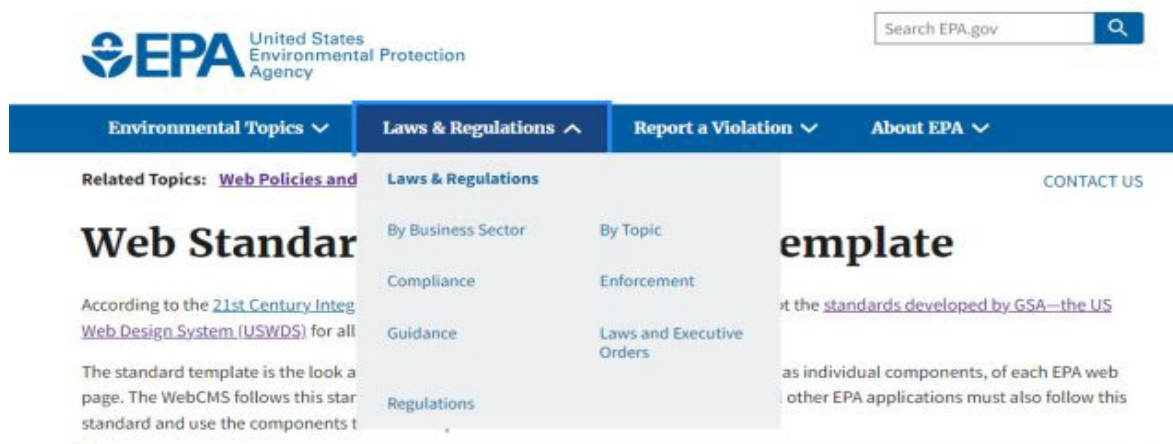 EPA
United States
Environmental Protection
Agency
Search EPA.gov
Environmental Topics
Laws & Regulations
Report a Violation
About EPA
Related Topics: Web Policies and
CONTACT US
Laws & Regulations
By Business Sector
By Topic
Compliance
Enforcement
Guidance
Laws and Executive
Orders
Regulations
Web Standar emplate
According to the 21st Century Integ t the standards developed by GSA—the US
Web Design System (USWDS) for all
The standard template is the look a as individual components, of each EPA web
page. The WebCMS follows this star other EPA applications must also follow this
standard and use the components t